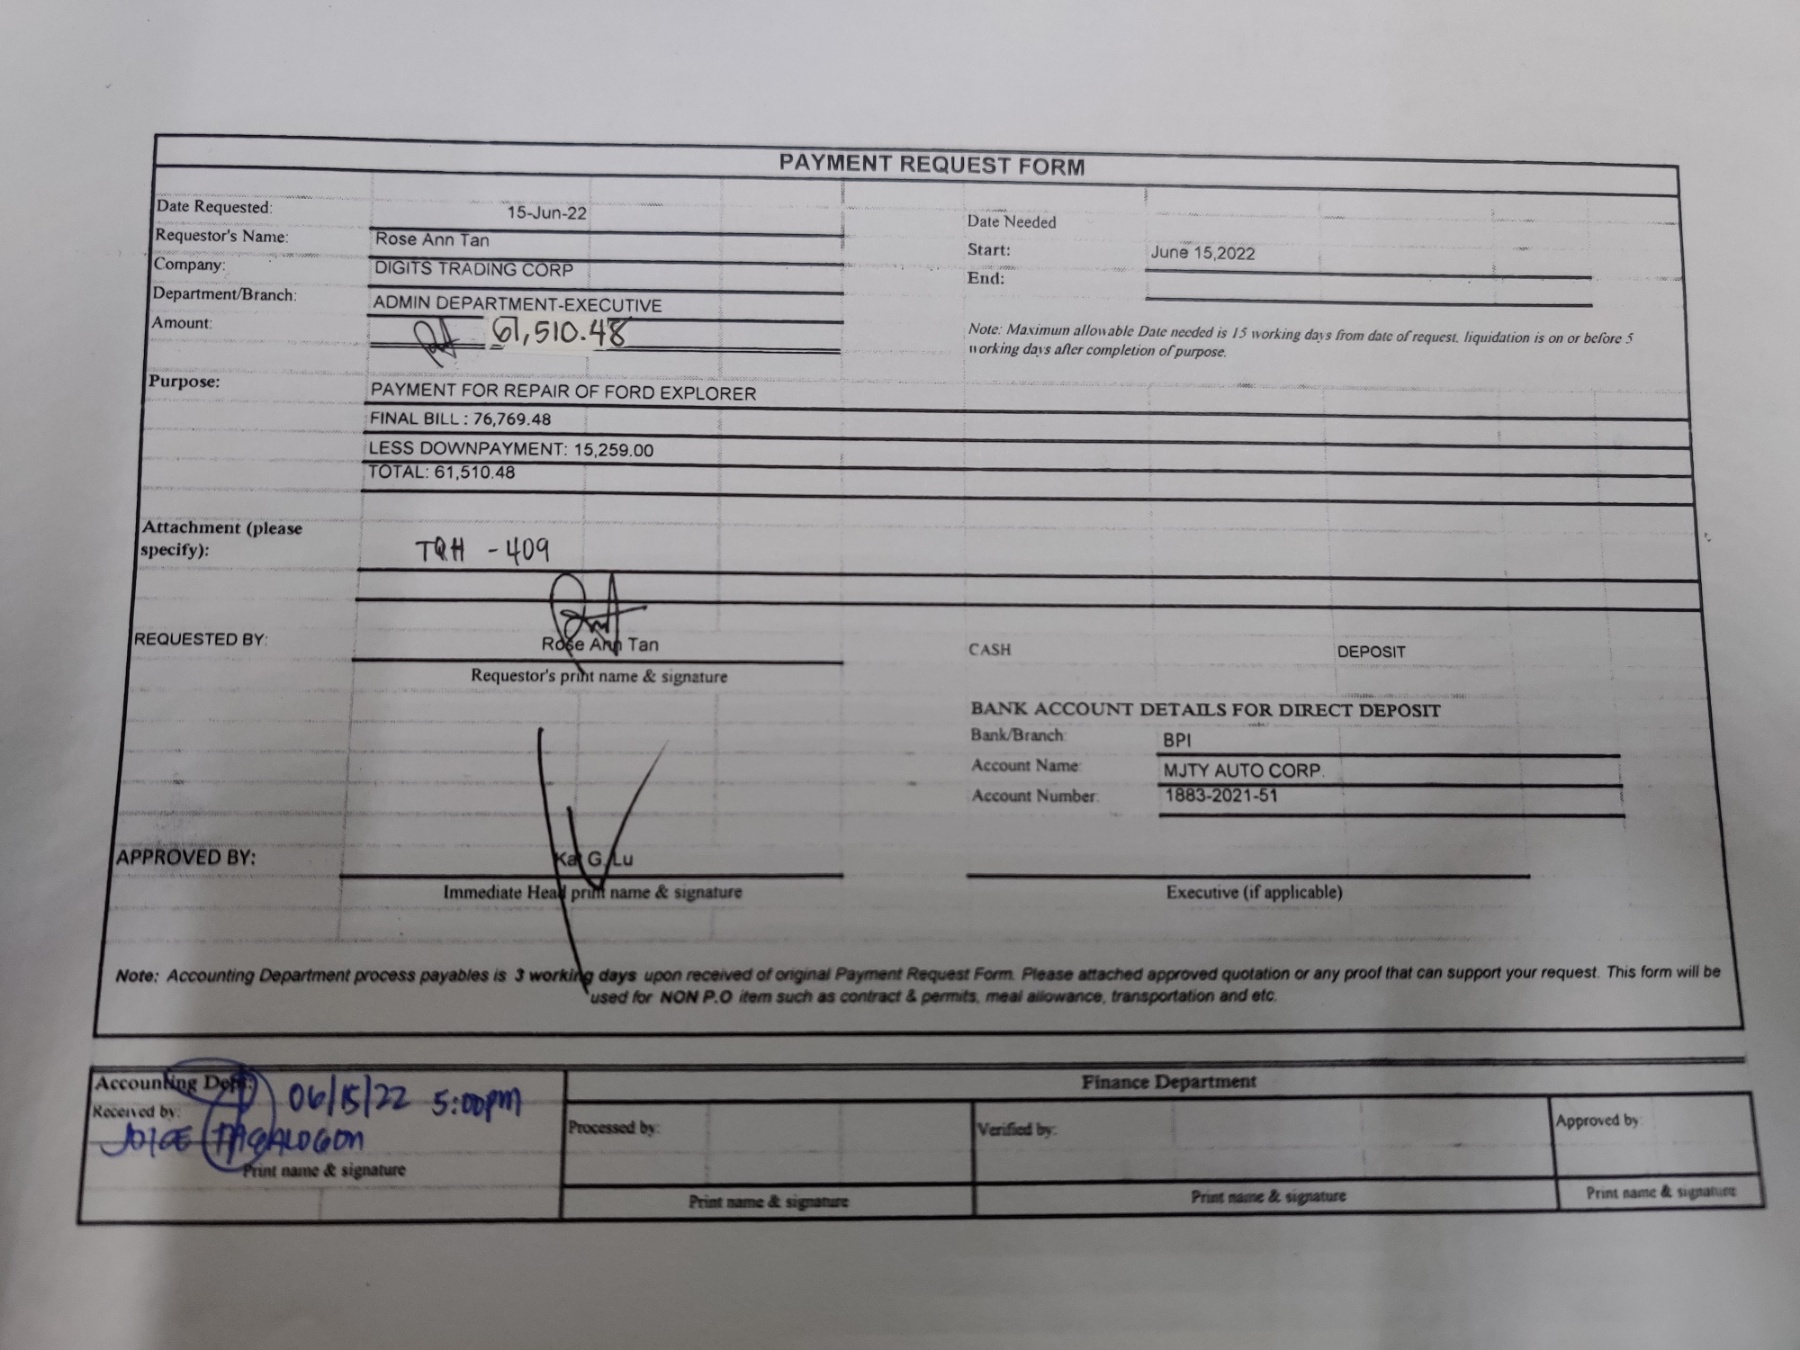 PAYMENT REQUEST FORM
Date Requested: 15-Jun-22
Date Needed
Requestor's Name: Rose Ann Tan
Start: June 15,2022
Company: DIGITS TRADING CORP
End:
Department/Branch: ADMIN DEPARTMENT-EXECUTIVE
Amount: 61,510.48
Note: Maximum allowable Date needed is 15 working days from date of request, liquidation is on or before 5
working days after completion of purpose.
Purpose: PAYMENT FOR REPAIR OF FORD EXPLORER
FINAL BILL : 76,769.48
LESS DOWNPAYMENT: 15,259.00
TOTAL: 61,510.48
Attachment (please
specify): TQH - 409
REQUESTED BY: Rose Ann Tan
CASH DEPOSIT
Requestor's print name & signature
BANK ACCOUNT DETAILS FOR DIRECT DEPOSIT
Bank/Branch: BPI
Account Name: MJTY AUTO CORP.
Account Number: 1883-2021-51
APPROVED BY: G. Lu
Immediate Head print name & signature
Executive (if applicable)
Note: Accounting Department process payables is 3 working days upon received of original Payment Request Form. Please attached approved quotation or any proof that can support your request. This form will be
used for NON P.O item such as contract & permits, meal allowance, transportation and etc.
Accounting Dept: 06/15/22 5:00pm
Finance Department
Received by:
JOICE PAGALOGON
Print name & signature
Processed by:
Verified by:
Approved by:
Print name & signature
Print name & signature
Print name & signature